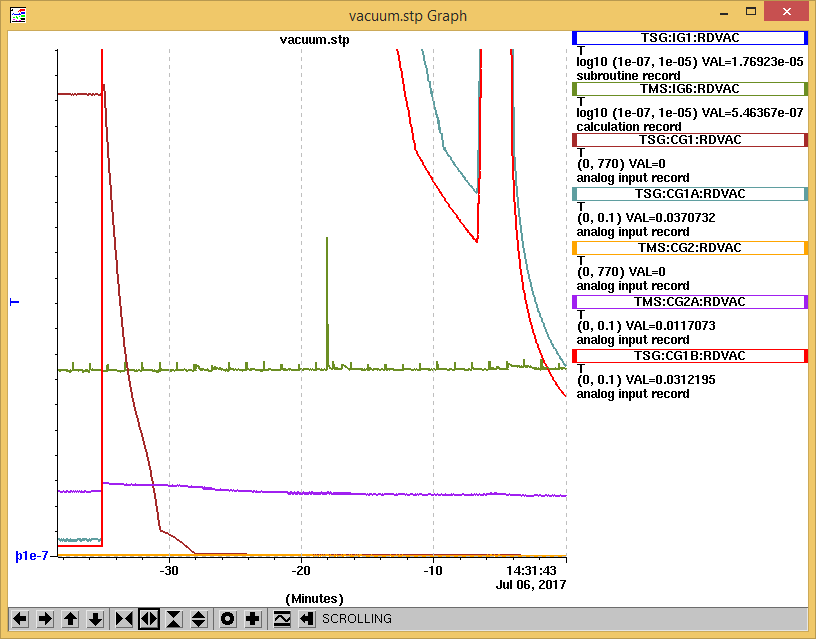 vacuum.stp Graph
vacuum.stp
T
1e-7
-30
-20
-10
14:31:43
Jul 06, 2017
(Minutes)
TSG:IG1:RDVAC
T
log10 (1e-07, 1e-05) VAL=1.76923e-05
subroutine record
TMS:IG6:RDVAC
T
log10 (1e-07, 1e-05) VAL=5.46367e-07
calculation record
TSG:CG1:RDVAC
T
(0, 770) VAL=0
analog input record
TSG:CG1A:RDVAC
T
(0, 0.1) VAL=0.0370732
analog input record
TMS:CG2:RDVAC
T
(0, 770) VAL=0
analog input record
TMS:CG2A:RDVAC
T
(0, 0.1) VAL=0.0117073
analog input record
TSG:CG1B:RDVAC
T
(0, 0.1) VAL=0.0312195
analog input record
SCROLLING